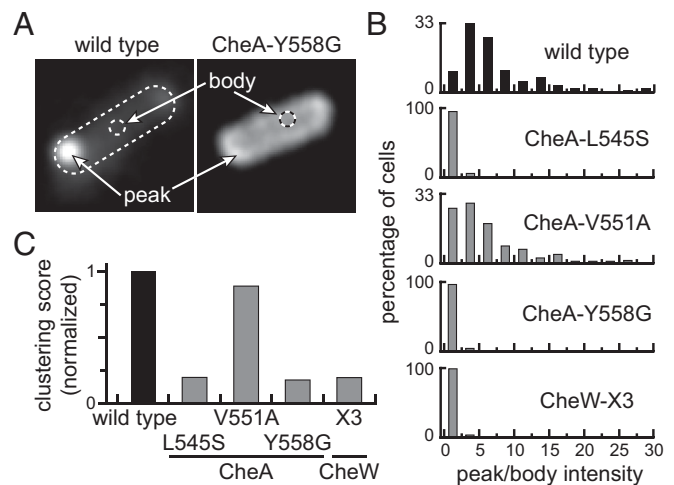 A
wild type
CheA-Y558G
body
peak
B
33
wild type
0
100
CheA-L545S
0
33
CheA-V551A
0
100
CheA-Y558G
0
100
CheW-X3
0
0 5 10 15 20 25 30
percentage of cells
peak/body intensity
C
clustering score
(normalized)
1
0
wild type
V551A
X3
L545S
Y558G
CheA
CheW